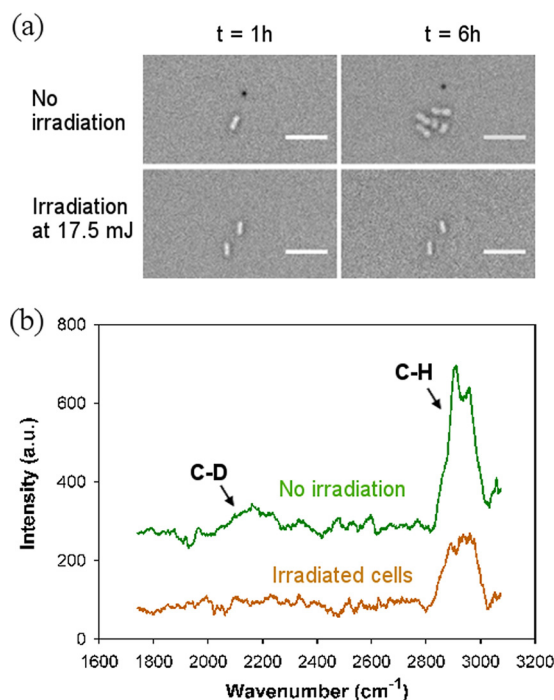 (a)
t = 1h
t = 6h
No
irradiation
Irradiation
at 17.5 mJ
(b)
800
600
400
200
0
Intensity (a.u.)
C-H
C-D
No irradiation
Irradiated cells
1600 1800 2000 2200 2400 2600 2800 3000 3200
Wavenumber (cm⁻¹)